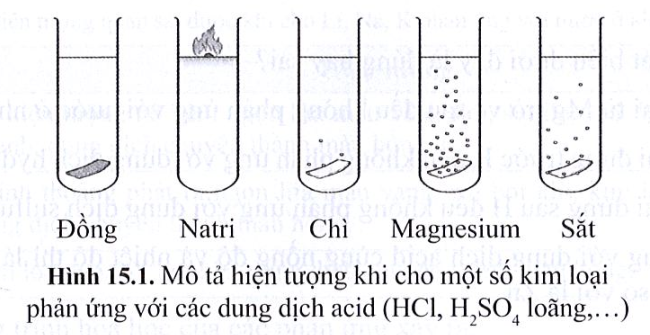 Đồng Natri Chì Magnesium Sắt
Hình 15.1. Mô tả hiện tượng khi cho một số kim loại
phản ứng với các dung dịch acid (HCl, H₂SO₄ loãng,...)